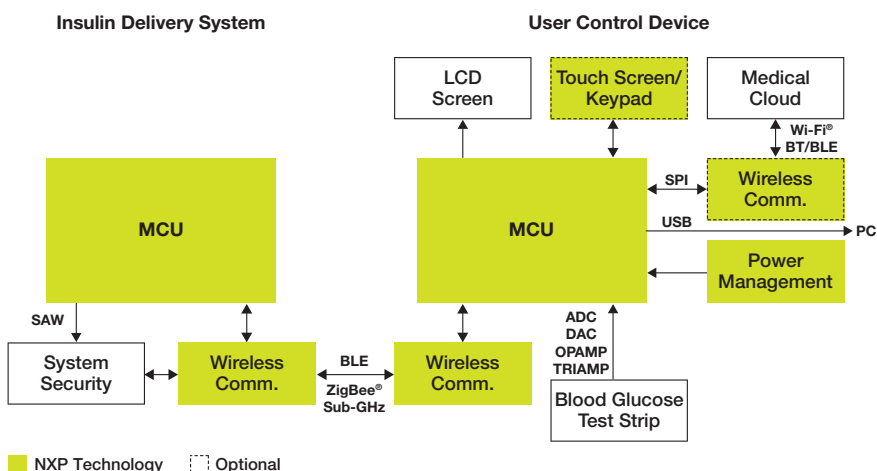 Insulin Delivery System
User Control Device
LCD
Screen
Touch Screen/
Keypad
Medical
Cloud
Wi-Fi®
BT/BLE
MCU
MCU
SPI
Wireless
Comm.
USB
PC
Power
Management
SAW
ADC
DAC
OPAMP
TRIAMP
System
Security
Wireless
Comm.
BLE
ZigBee®
Sub-GHz
Wireless
Comm.
Blood Glucose
Test Strip
NXP Technology
Optional